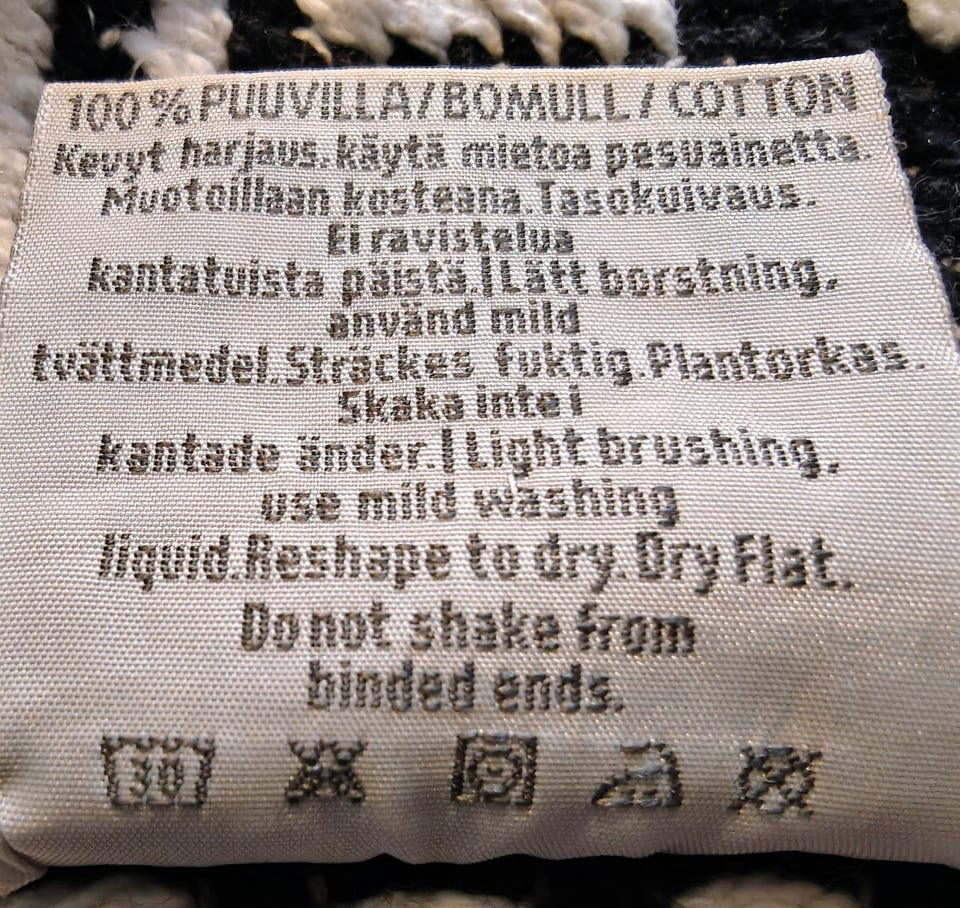 100 % PUUVILLA / BOMULL / COTTON
Kevyt harjaus. käytä mietoa pesuainetta.
Muotoillaan kosteana. Tasokuivaus.
Ei ravistelua
kantatuista päistä. | Lätt borstning,
använd mild
tvättmedel. Sträckes fuktig. Plantorkas.
Skaka inte i
kantade änder. | Light brushing,
use mild washing
liquid. Reshape to dry. Dry Flat.
Do not shake from
binded ends.
30